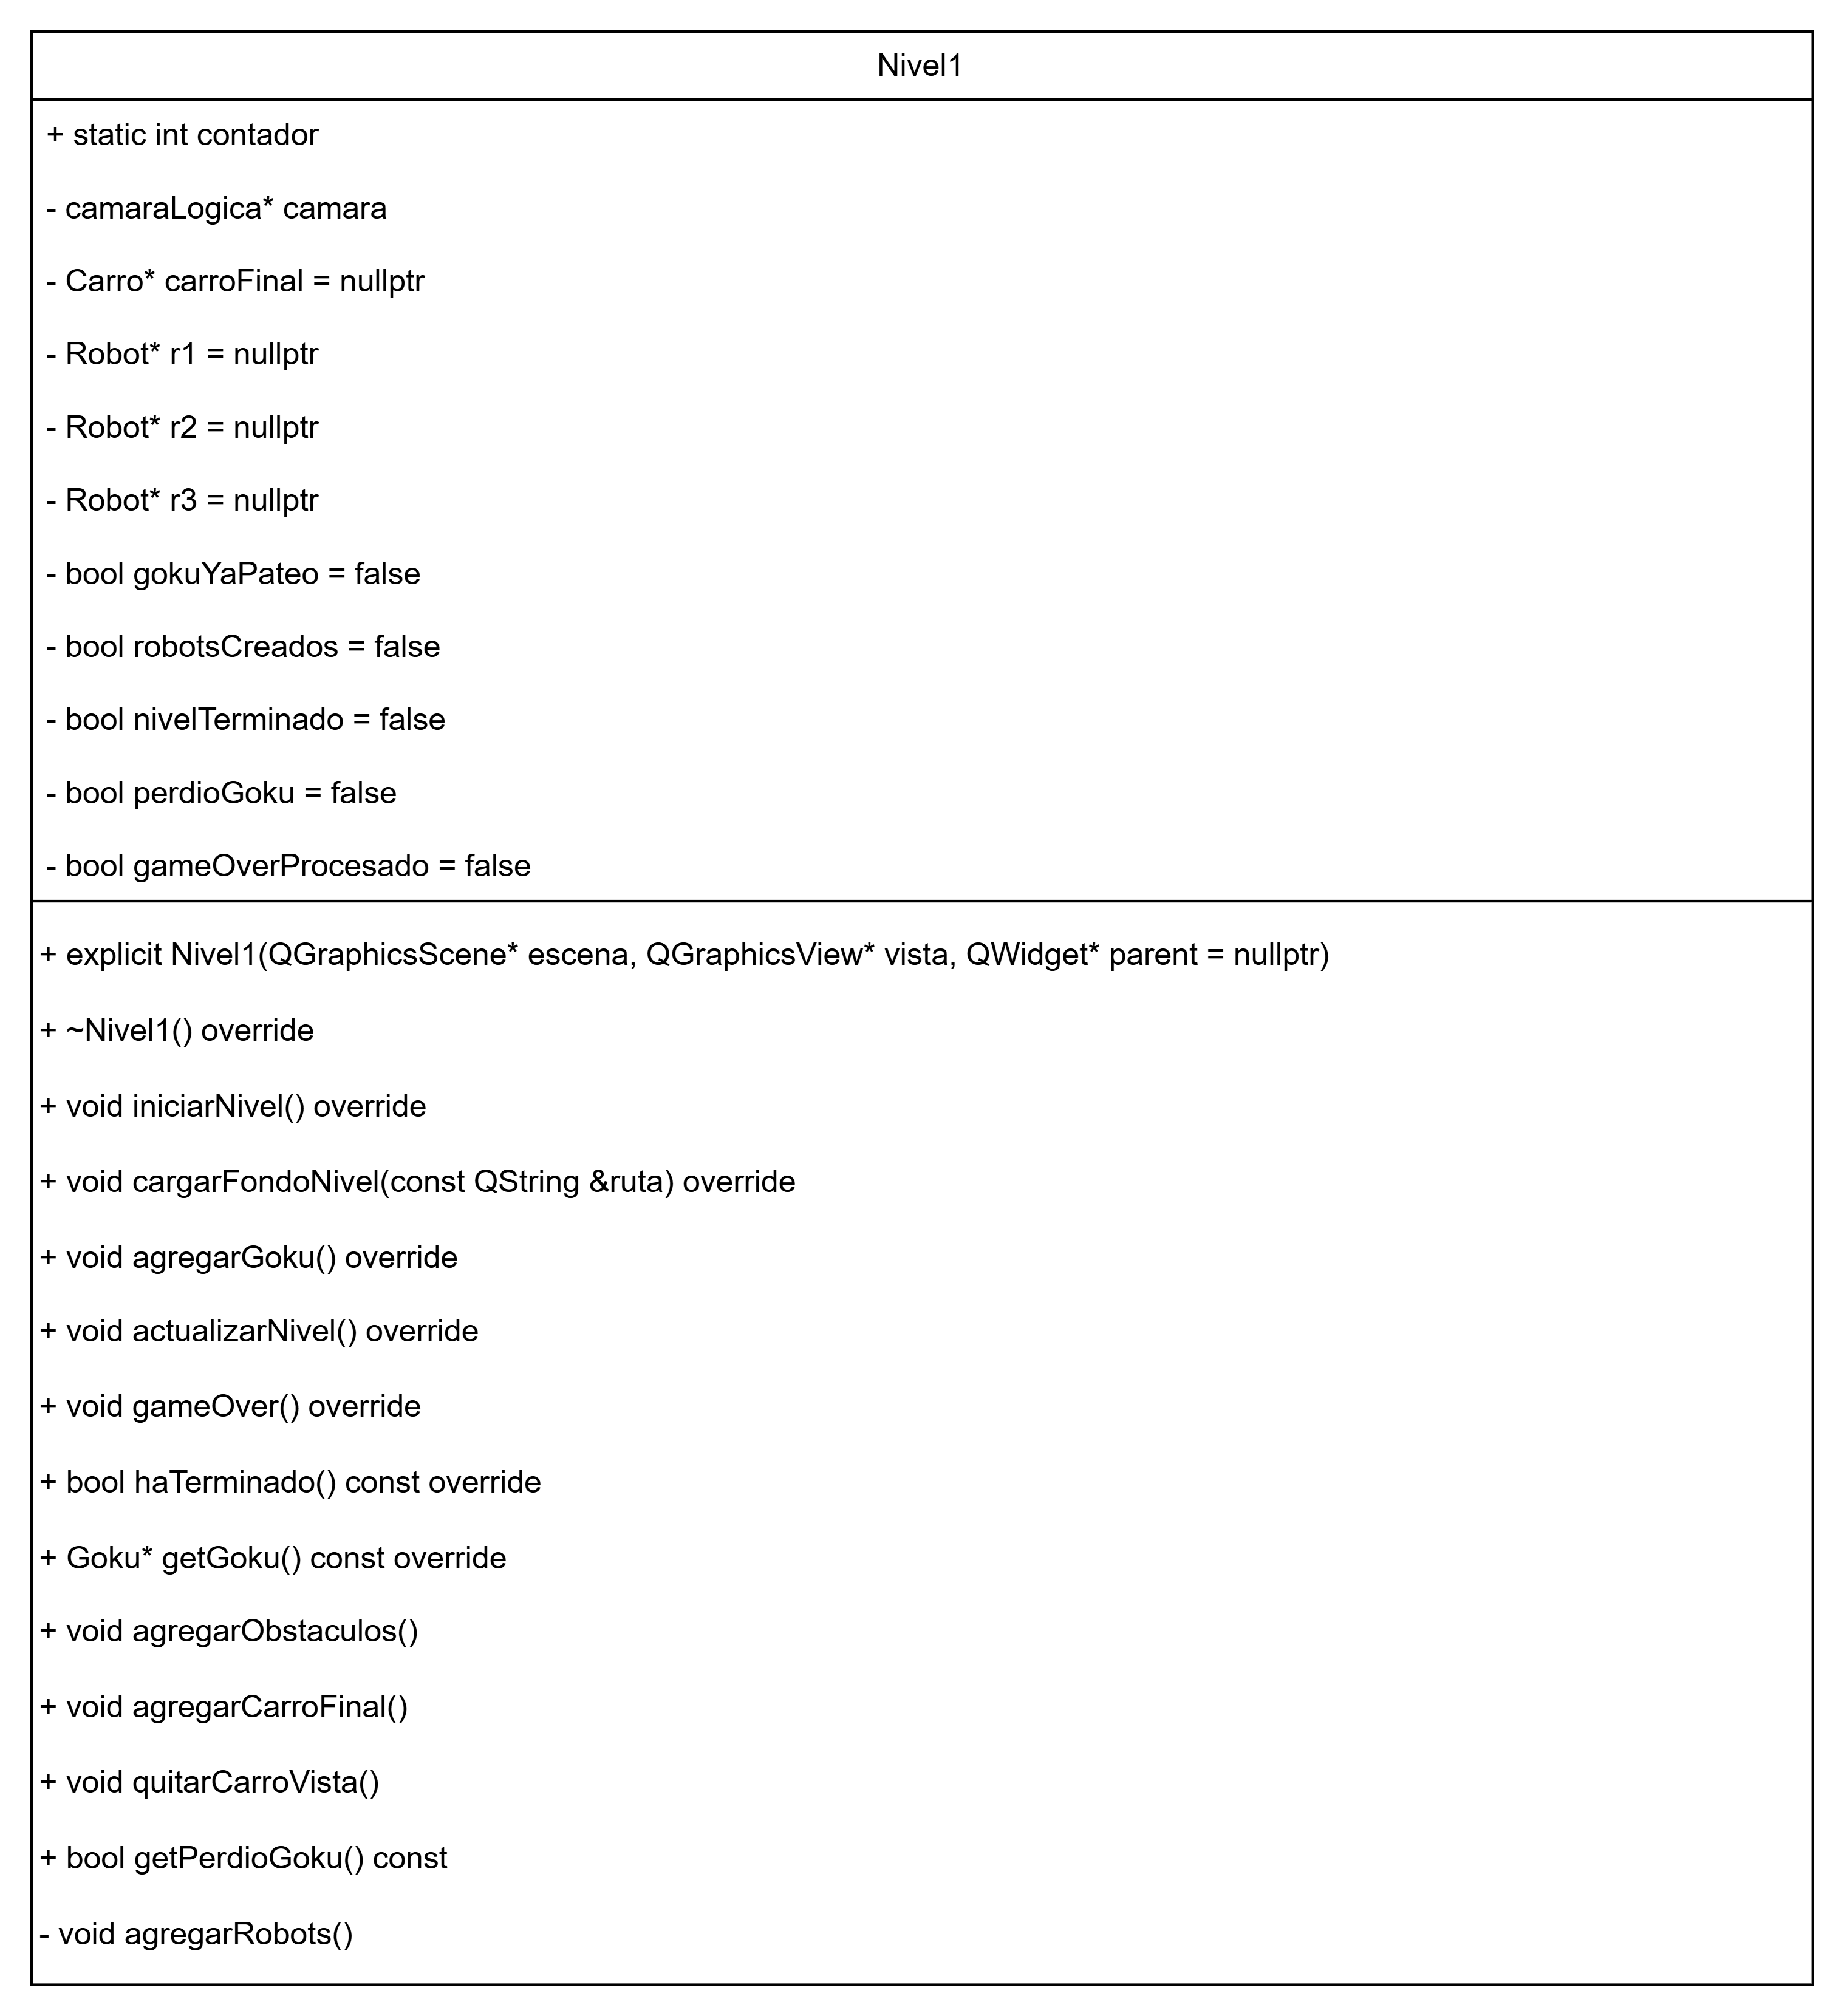 Nivel1
+ static int contador
- camaraLogica* camara
- Carro* carroFinal = nullptr
- Robot* r1 = nullptr
- Robot* r2 = nullptr
- Robot* r3 = nullptr
- bool gokuYaPateo = false
- bool robotsCreados = false
- bool nivelTerminado = false
- bool perdioGoku = false
- bool gameOverProcesado = false
+ explicit Nivel1(QGraphicsScene* escena, QGraphicsView* vista, QWidget* parent = nullptr)
+ ~Nivel1() override
+ void iniciarNivel() override
+ void cargarFondoNivel(const QString &ruta) override
+ void agregarGoku() override
+ void actualizarNivel() override
+ void gameOver() override
+ bool haTerminado() const override
+ Goku* getGoku() const override
+ void agregarObstaculos()
+ void agregarCarroFinal()
+ void quitarCarroVista()
+ bool getPerdioGoku() const
- void agregarRobots()